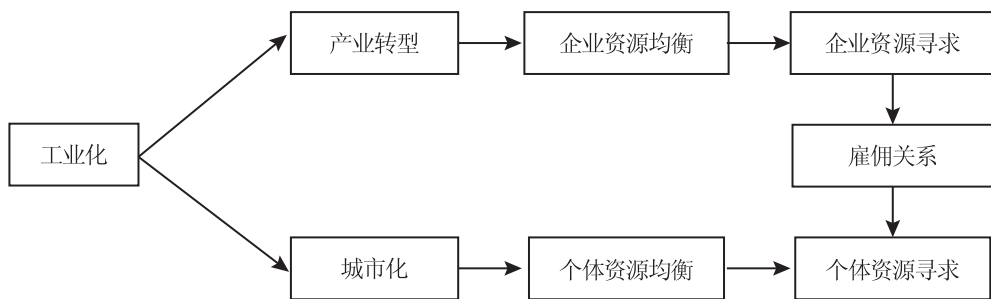 产业转型
企业资源均衡
企业资源寻求
工业化
雇佣关系
城市化
个体资源均衡
个体资源寻求